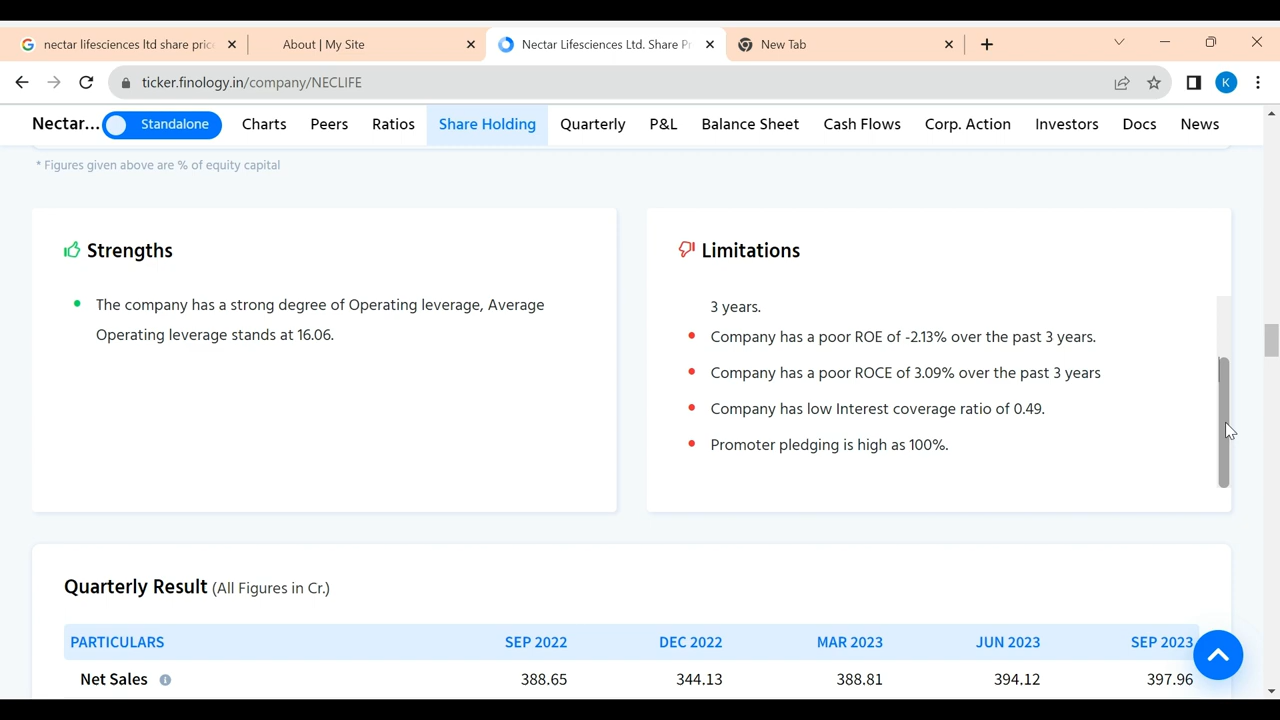 nectar lifesciences ltd share pric
About | My Site
Nectar Lifesciences Ltd. Share Pr
New Tab
ticker.finology.in/company/NECLIFE
K
Nectar... Standalone Charts Peers Ratios Share Holding Quarterly P&L Balance Sheet Cash Flows Corp. Action Investors Docs News
* Figures given above are % of equity capital
Strengths
The company has a strong degree of Operating leverage, Average
Operating leverage stands at 16.06.
Limitations
3 years.
Company has a poor ROE of -2.13% over the past 3 years.
Company has a poor ROCE of 3.09% over the past 3 years
Company has low Interest coverage ratio of 0.49.
Promoter pledging is high as 100%.
Quarterly Result (All Figures in Cr.)
PARTICULARS SEP 2022 DEC 2022 MAR 2023 JUN 2023 SEP 2023
Net Sales 388.65 344.13 388.81 394.12 397.96